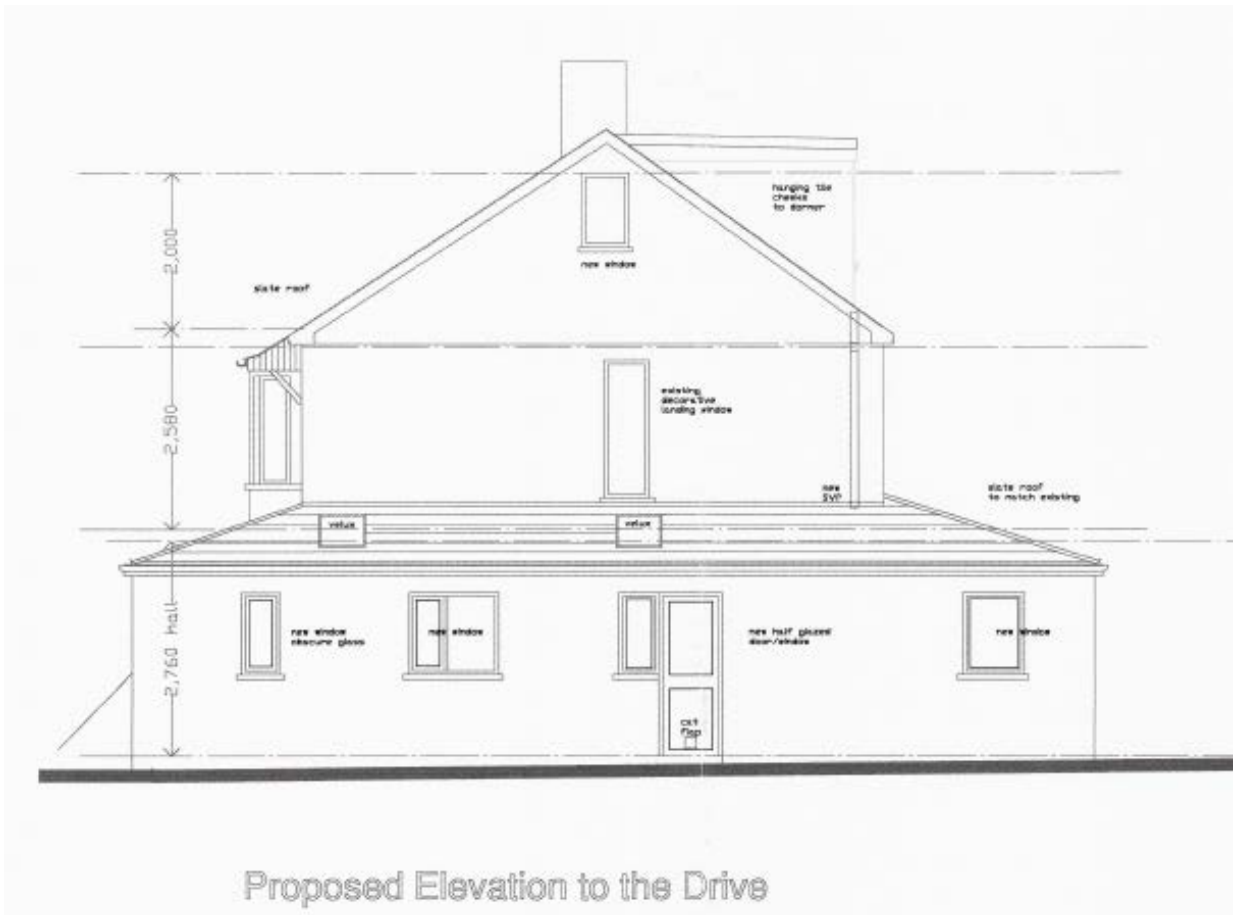 hanging tile
cheeks
to dormer
2,000
new window
slate roof
existing
decorative
landing window
2,580
new
SVP
slate roof
to match existing
velux
velux
2,760 hall
new window
obscure glass
new window
new half glazed
door/window
new window
cat
flap
Proposed Elevation to the Drive